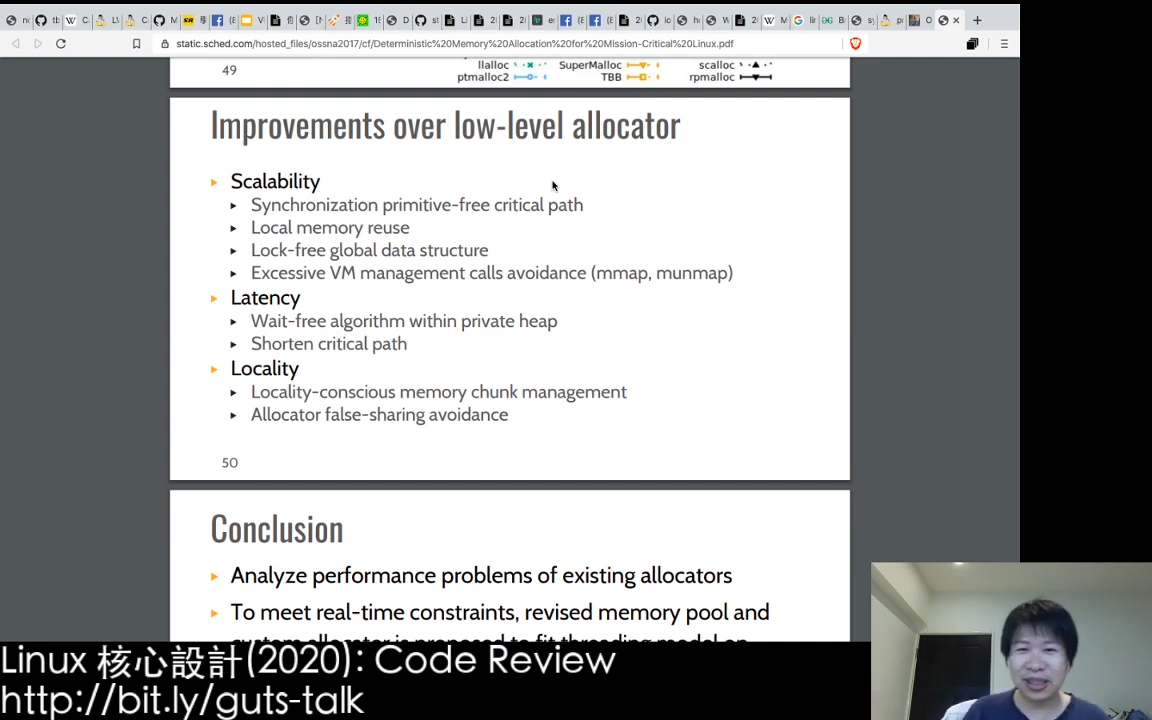 static.sched.com/hosted_files/ossna2017/cf/Deterministic%20Memory%20Allocation%20for%20Mission-Critical%20Linux.pdf
49
llalloc SuperMalloc scalloc
ptmalloc2 TBB rpmalloc
Improvements over low-level allocator
Scalability
Synchronization primitive-free critical path
Local memory reuse
Lock-free global data structure
Excessive VM management calls avoidance (mmap, munmap)
Latency
Wait-free algorithm within private heap
Shorten critical path
Locality
Locality-conscious memory chunk management
Allocator false-sharing avoidance
50
Conclusion
Analyze performance problems of existing allocators
To meet real-time constraints, revised memory pool and
Linux 核心設計(2020): Code Review
http://bit.ly/guts-talk